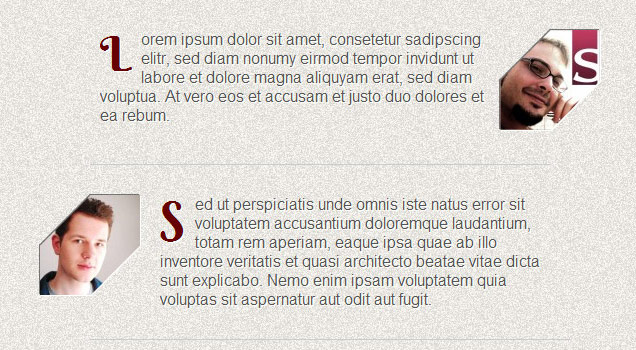 Lorem ipsum dolor sit amet, consetetur sadipscing
elitr, sed diam nonumy eirmod tempor invidunt ut
labore et dolore magna aliquyam erat, sed diam
voluptua. At vero eos et accusam et justo duo dolores et
ea rebum.
S
Sed ut perspiciatis unde omnis iste natus error sit
voluptatem accusantium doloremque laudantium,
totam rem aperiam, eaque ipsa quae ab illo
inventore veritatis et quasi architecto beatae vitae dicta
sunt explicabo. Nemo enim ipsam voluptatem quia
voluptas sit aspernatur aut odit aut fugit.